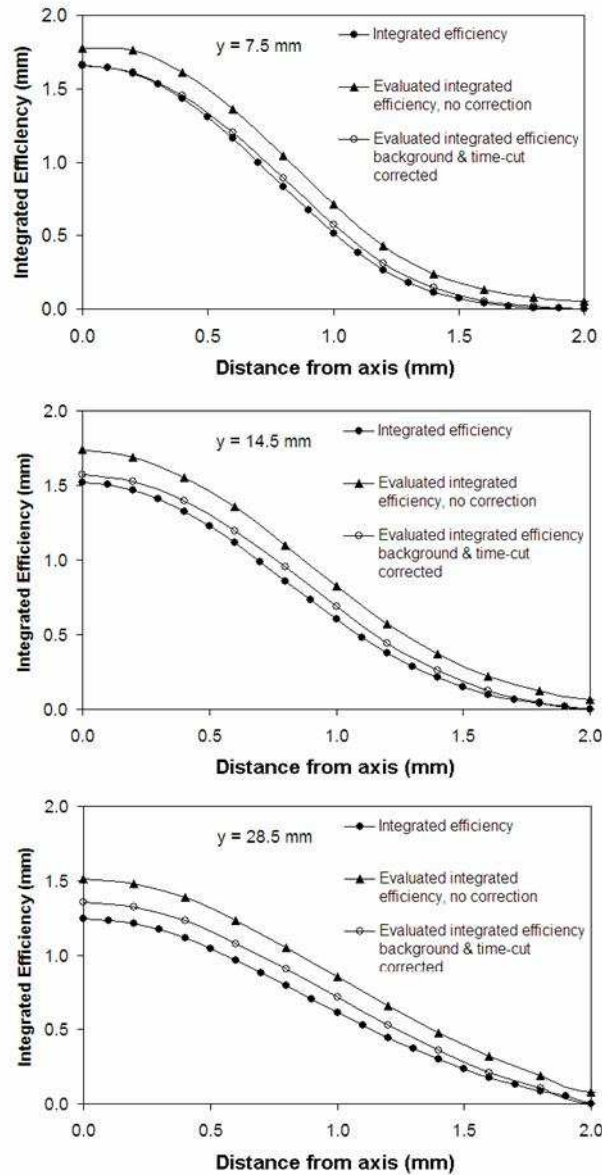 2.0
1.5
1.0
0.5
0.0
Integrated Efficiency (mm)
y = 7.5 mm
Integrated efficiency
Evaluated integrated
efficiency, no correction
Evaluated integrated efficiency
background & time-cut
corrected
0.0 0.5 1.0 1.5 2.0
Distance from axis (mm)
2.0
1.5
1.0
0.5
0.0
Integrated Efficiency (mm)
y = 14.5 mm
Integrated efficiency
Evaluated integrated
efficiency, no correction
Evaluated integrated efficiency
background & time-cut
corrected
0.0 0.5 1.0 1.5 2.0
Distance from axis (mm)
2.0
1.5
1.0
0.5
0.0
Integrated Efficiency (mm)
y = 28.5 mm
Integrated efficiency
Evaluated integrated
efficiency, no correction
Evaluated integrated efficiency
background & time-cut
corrected
0.0 0.5 1.0 1.5 2.0
Distance from axis (mm)